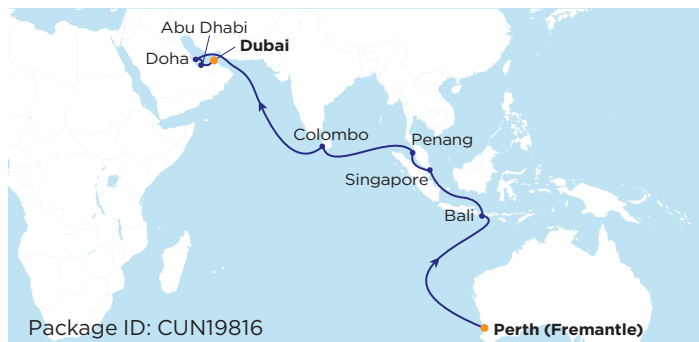 Abu Dhabi
Dubai
Doha
Colombo
Penang
Singapore
Bali
Package ID: CUN19816
Perth (Fremantle)